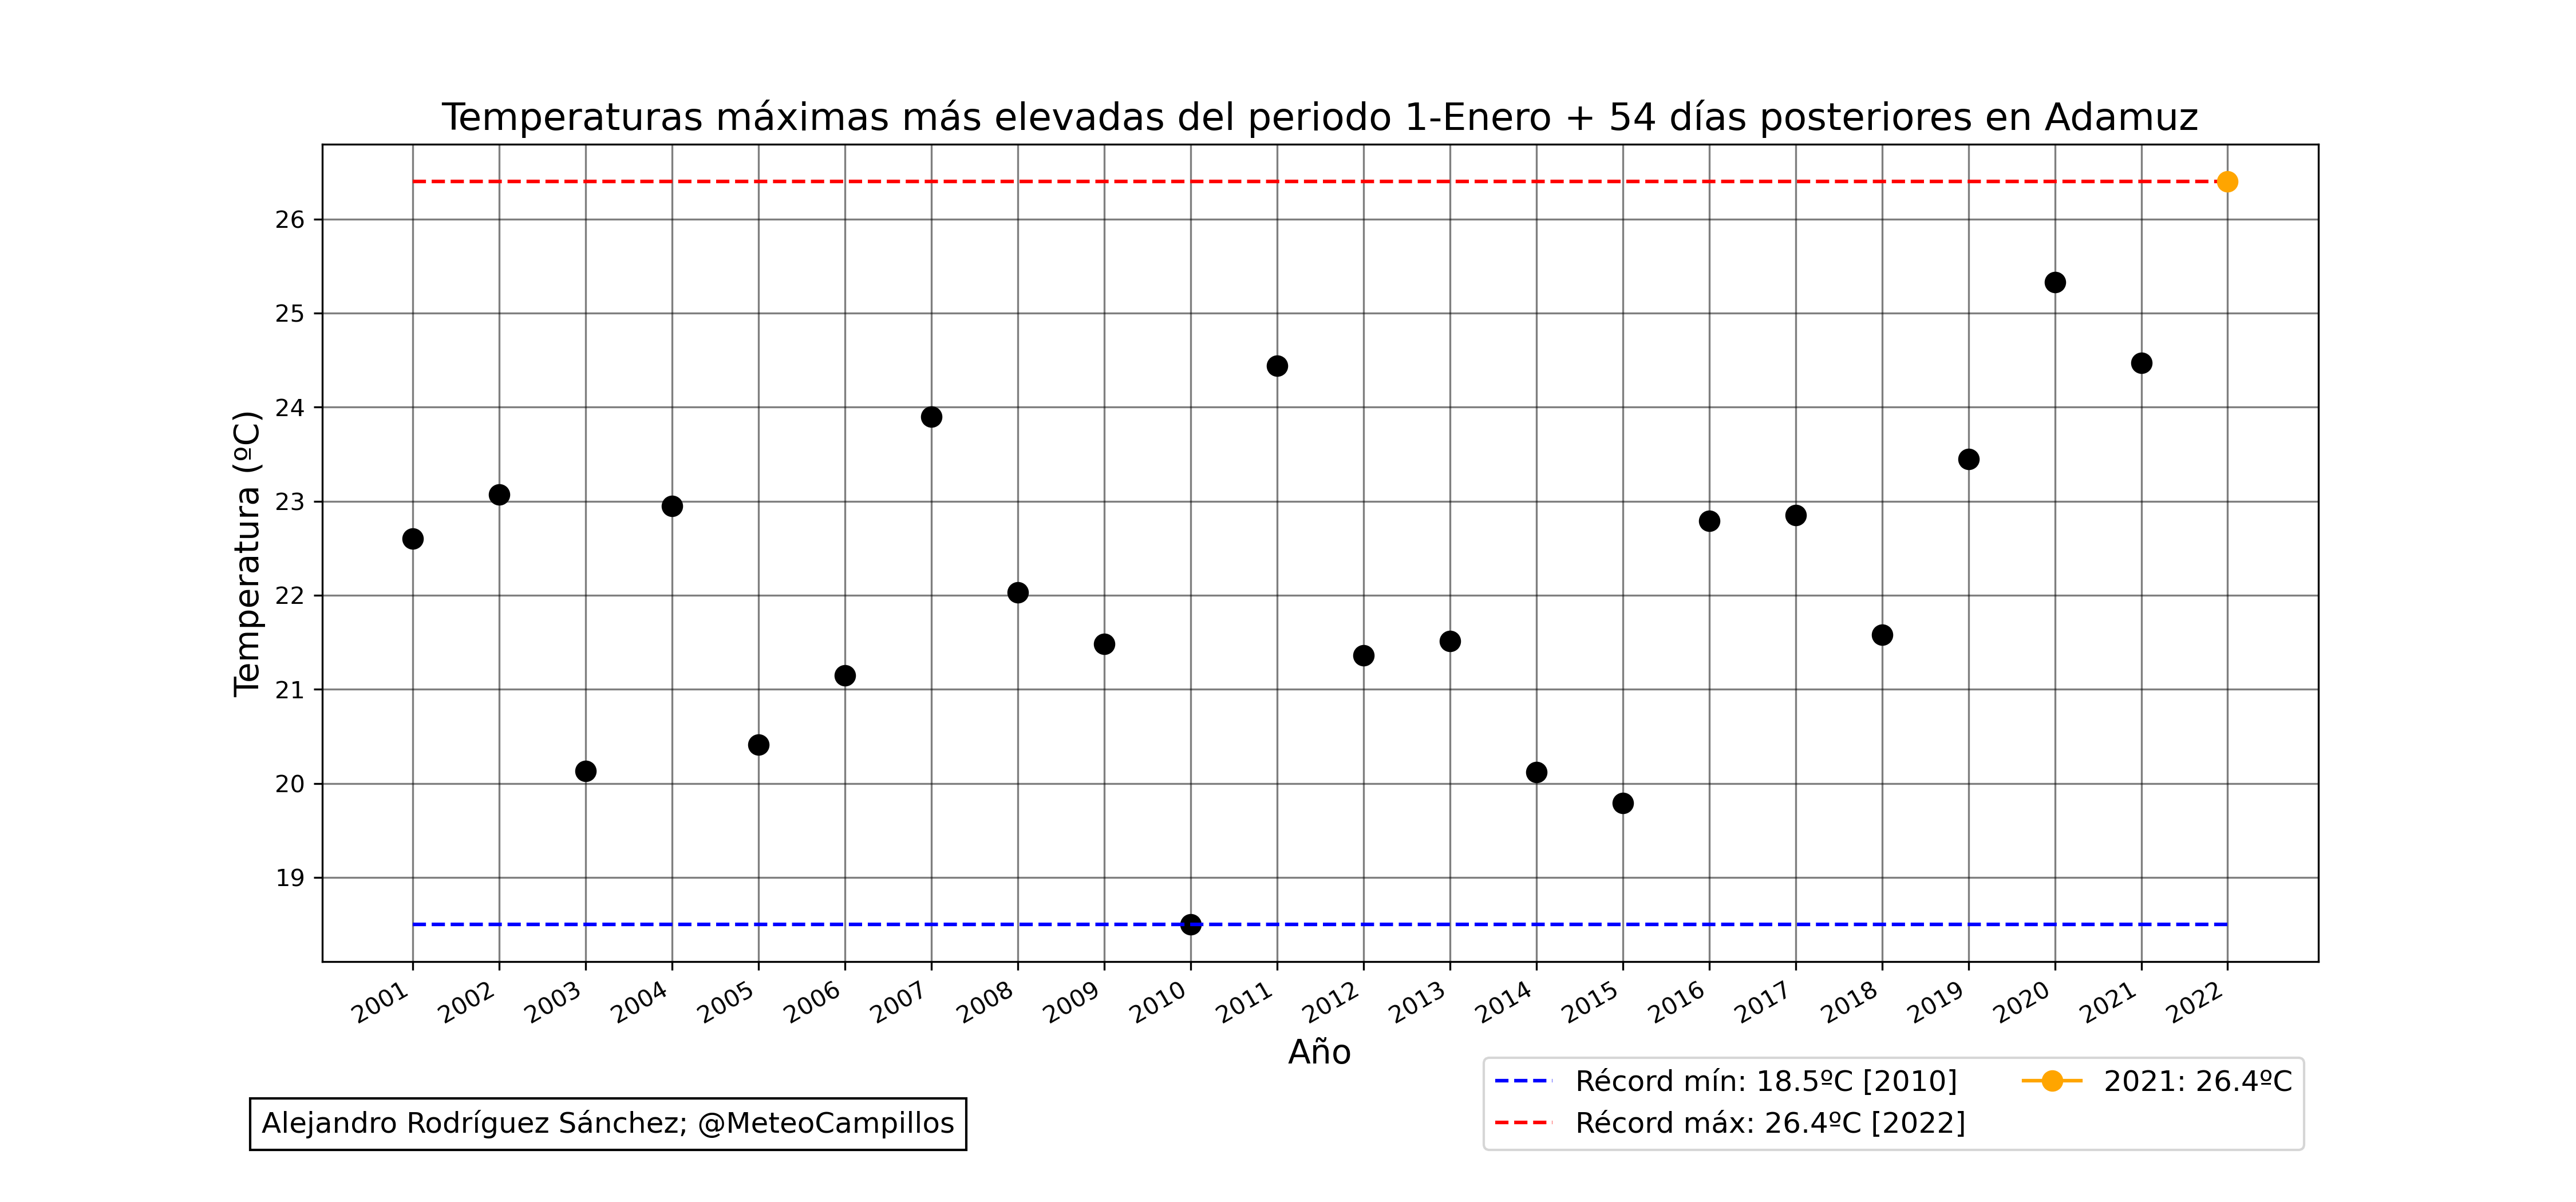 Temperaturas máximas más elevadas del periodo 1-Enero + 54 días posteriores en Adamuz
Temperatura (ºC)
26
25
24
23
22
21
20
19
2001 2002 2003 2004 2005 2006 2007 2008 2009 2010 2011 2012 2013 2014 2015 2016 2017 2018 2019 2020 2021 2022
Año
Récord mín: 18.5ºC [2010]
Récord máx: 26.4ºC [2022]
2021: 26.4ºC
Alejandro Rodríguez Sánchez; @MeteoCampillos